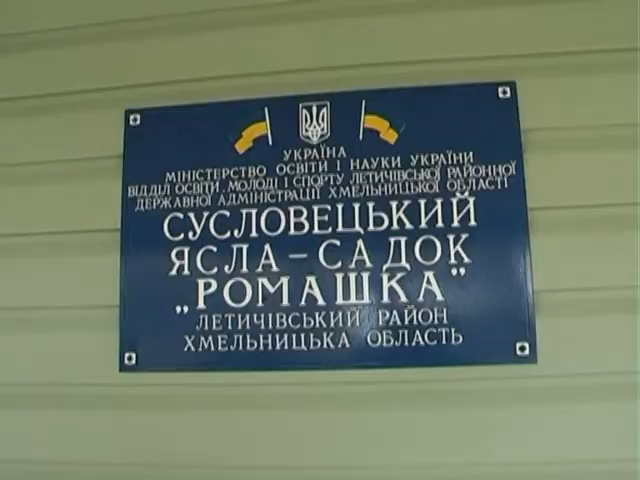 УКРАЇНА
МІНІСТЕРСТВО ОСВІТИ І НАУКИ УКРАЇНИ
ВІДДІЛ ОСВІТИ, МОЛОДІ І СПОРТУ ЛЕТИЧІВСЬКОЇ РАЙОННОЇ
ДЕРЖАВНОЇ АДМІНІСТРАЦІЇ ХМЕЛЬНИЦЬКОЇ ОБЛАСТІ
СУСЛОВЕЦЬКИЙ
ЯСЛА – САДОК
„РОМАШКА"
ЛЕТИЧІВСЬКИЙ РАЙОН
ХМЕЛЬНИЦЬКА ОБЛАСТЬ